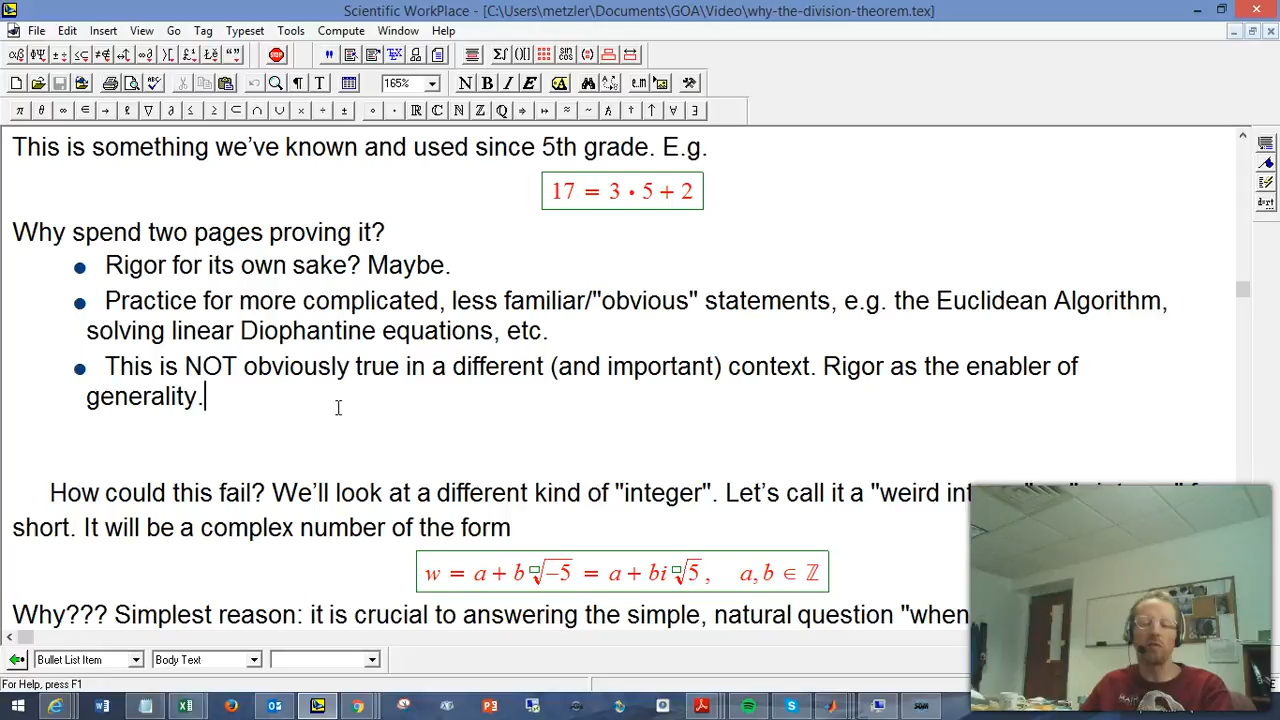 Scientific WorkPlace - [C:\Users\metzler\Documents\GOA\Video\why-the-division-theorem.tex]
File Edit Insert View Go Tag Typeset Tools Compute Window Help
165%
This is something we've known and used since 5th grade. E.g.
17 = 3 • 5 + 2
Why spend two pages proving it?
● Rigor for its own sake? Maybe.
● Practice for more complicated, less familiar/"obvious" statements, e.g. the Euclidean Algorithm,
solving linear Diophantine equations, etc.
● This is NOT obviously true in a different (and important) context. Rigor as the enabler of
generality.
How could this fail? We'll look at a different kind of "integer". Let's call it a "weird
short. It will be a complex number of the form
w = a + b√−5 = a + bi√5, a, b ∈ ℤ
Why??? Simplest reason: it is crucial to answering the simple, natural question "when
Bullet List Item Body Text
For Help, press F1